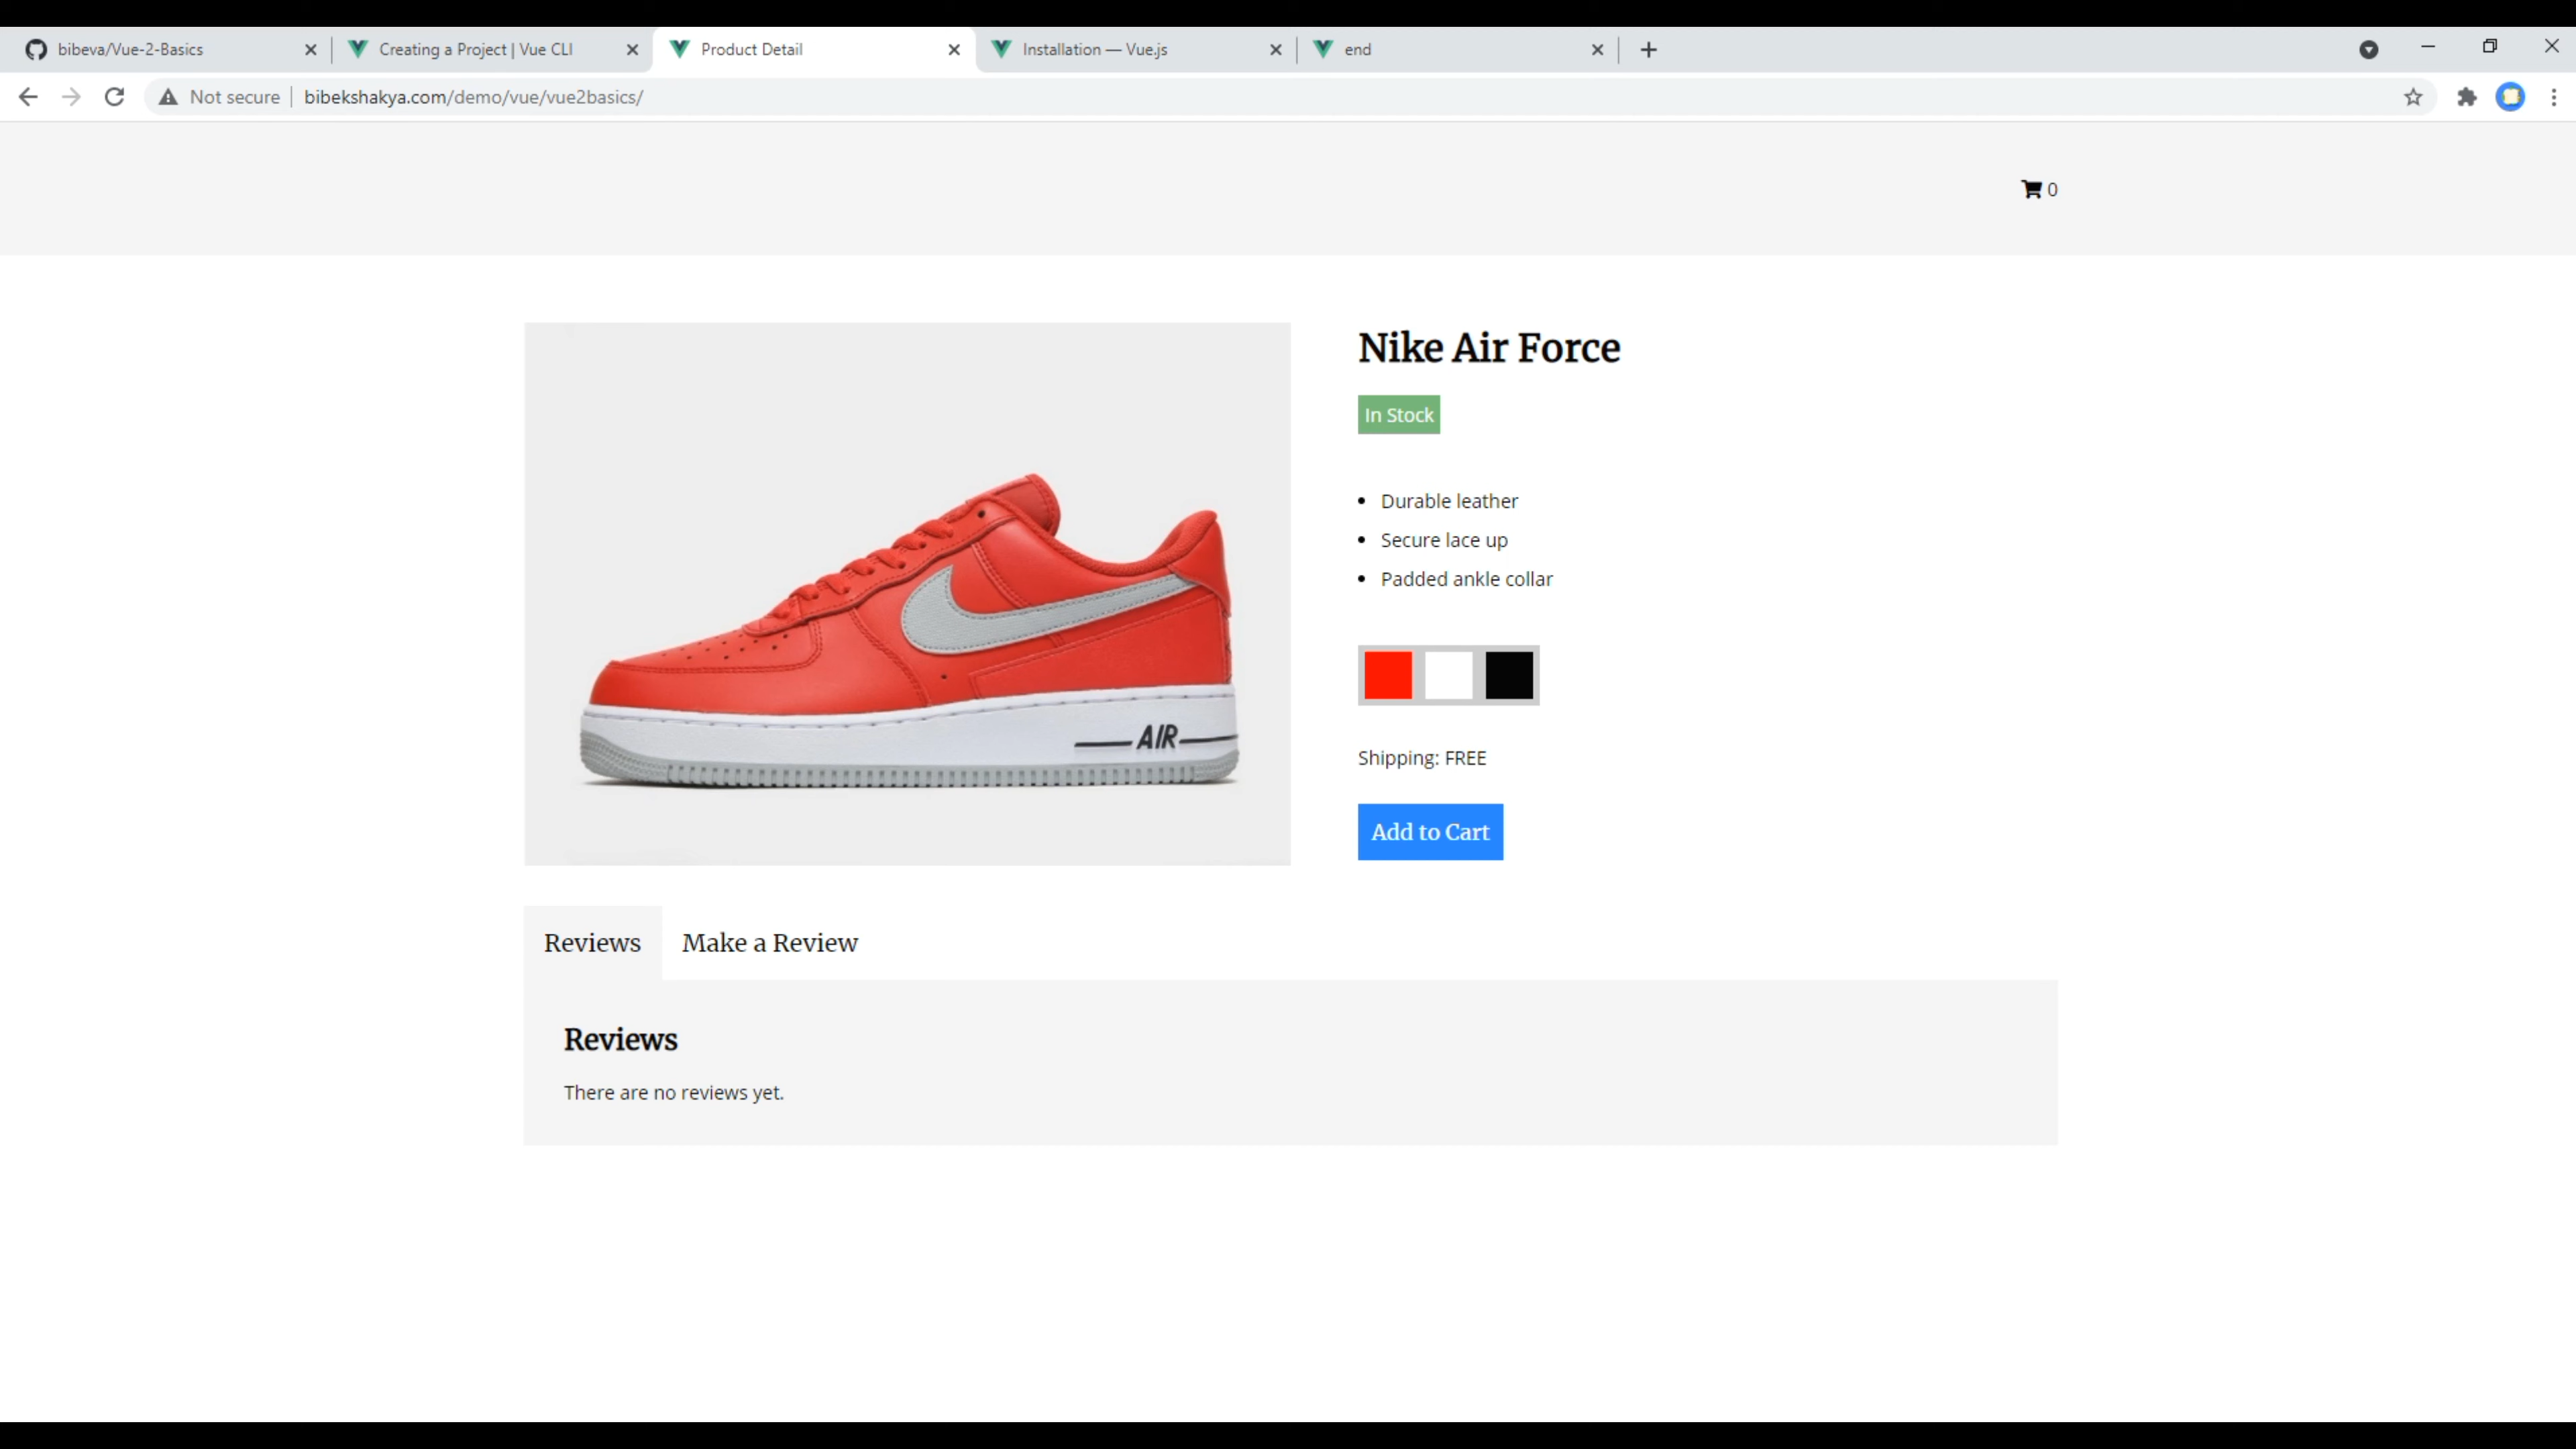 bibeva/Vue-2-Basics
Creating a Project | Vue CLI
Product Detail
Installation — Vue.js
end
Not secure
bibekshakya.com/demo/vue/vue2basics/
0
Nike Air Force
In Stock
Durable leather
Secure lace up
Padded ankle collar
AIR
Shipping: FREE
Add to Cart
Reviews
Make a Review
Reviews
There are no reviews yet.